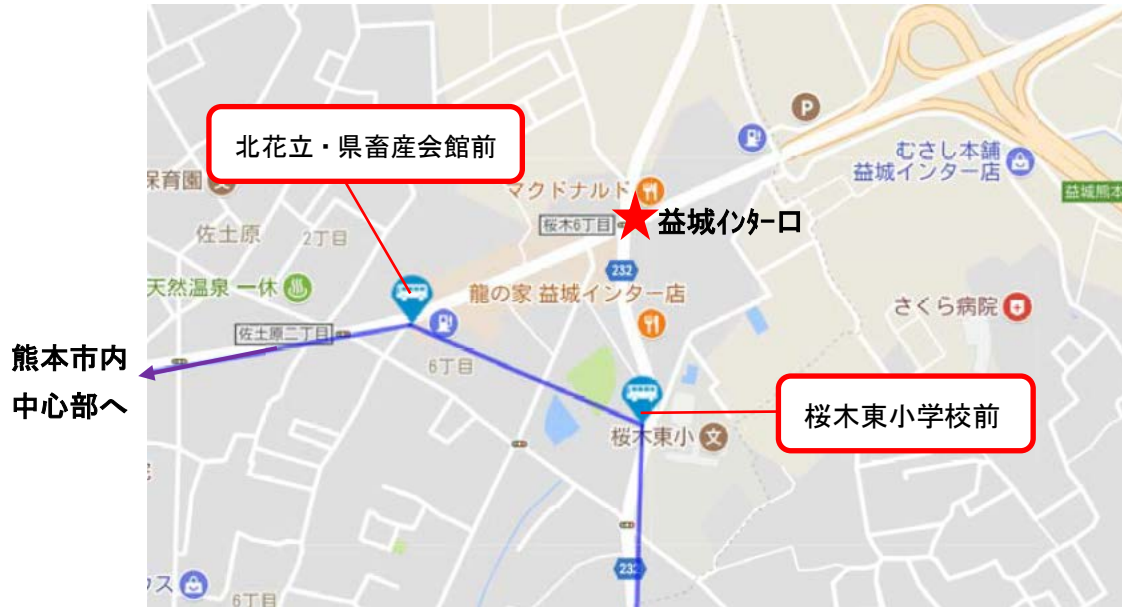 北花立・県畜産会館前
むさし本舗
益城インター店
保育園
マクドナルド
益城熊本
桜木6丁目
益城インター口
佐土原
2丁目
232
天然温泉 一休
龍の家 益城インター店
さくら病院
佐土原二丁目
熊本市内
中心部へ
6丁目
桜木東小学校前
桜木東小
232
ウス
6丁目